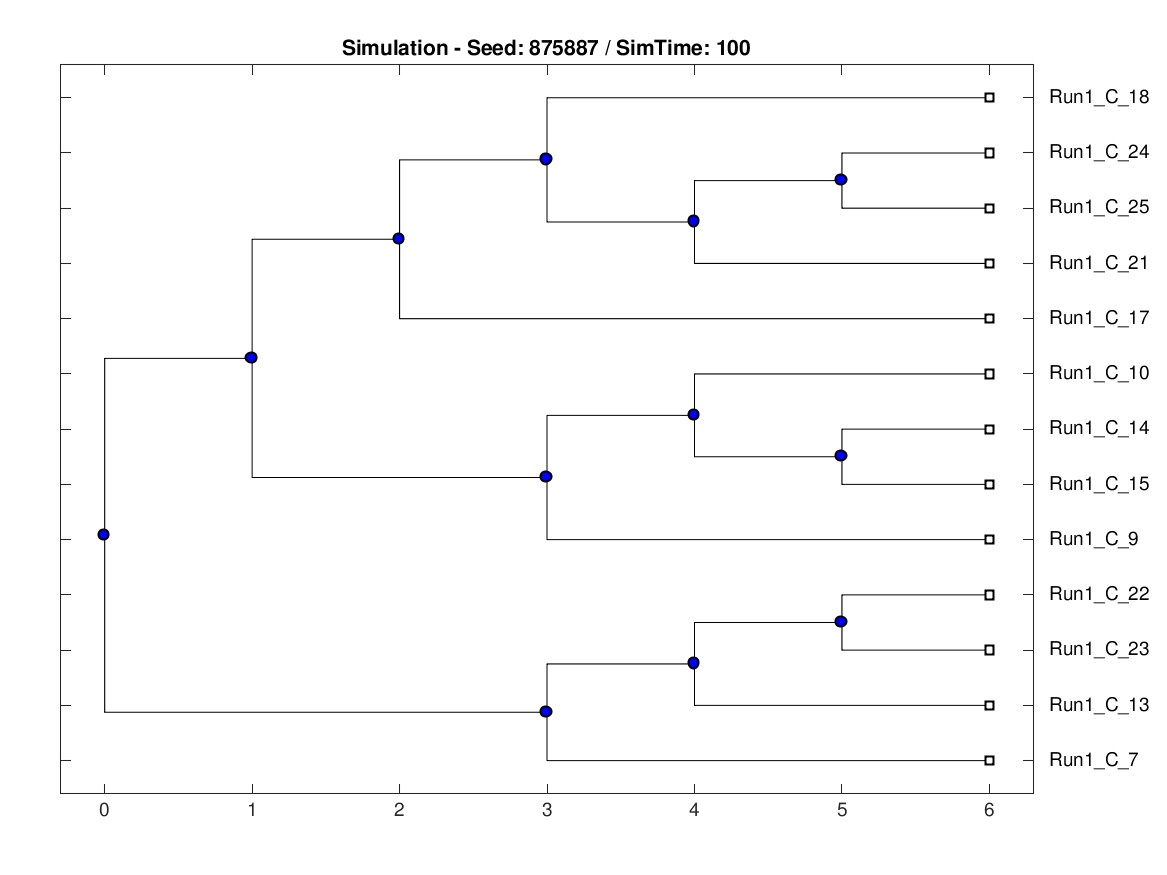 Simulation - Seed: 875887 / SimTime: 100
Run1_C_18
Run1_C_24
Run1_C_25
Run1_C_21
Run1_C_17
Run1_C_10
Run1_C_14
Run1_C_15
Run1_C_9
Run1_C_22
Run1_C_23
Run1_C_13
Run1_C_7
0 1 2 3 4 5 6